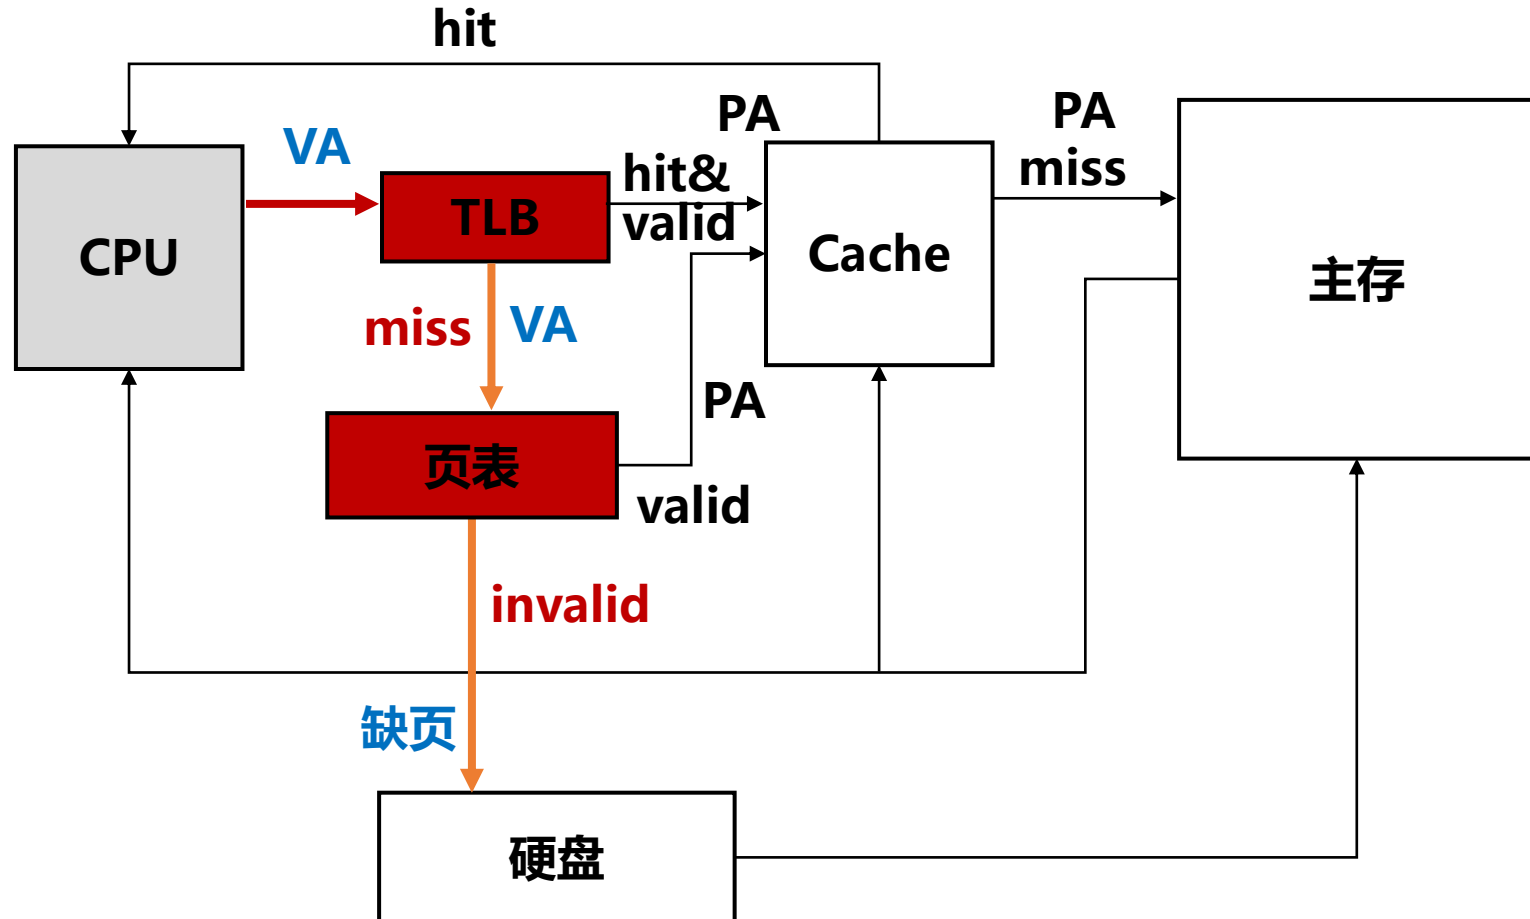 hit
PA
PA
miss
VA
hit&
valid
TLB
CPU
Cache
主存
miss
VA
PA
页表
valid
invalid
缺页
硬盘